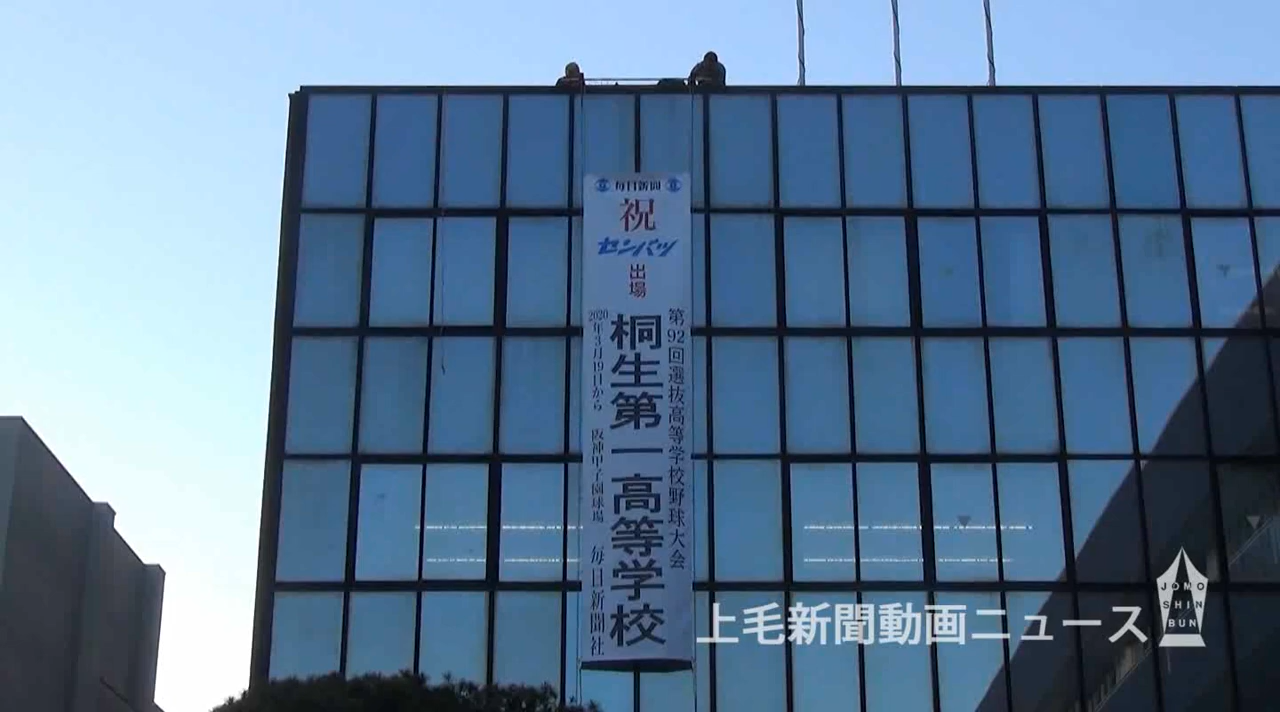 毎日新聞
祝
センバツ
出場
第92回選抜高等学校野球大会
桐生第一高等学校
2020年3月19日から 阪神甲子園球場 毎日新聞社
上毛新聞動画ニュース
JOMO
SHIN
BUN